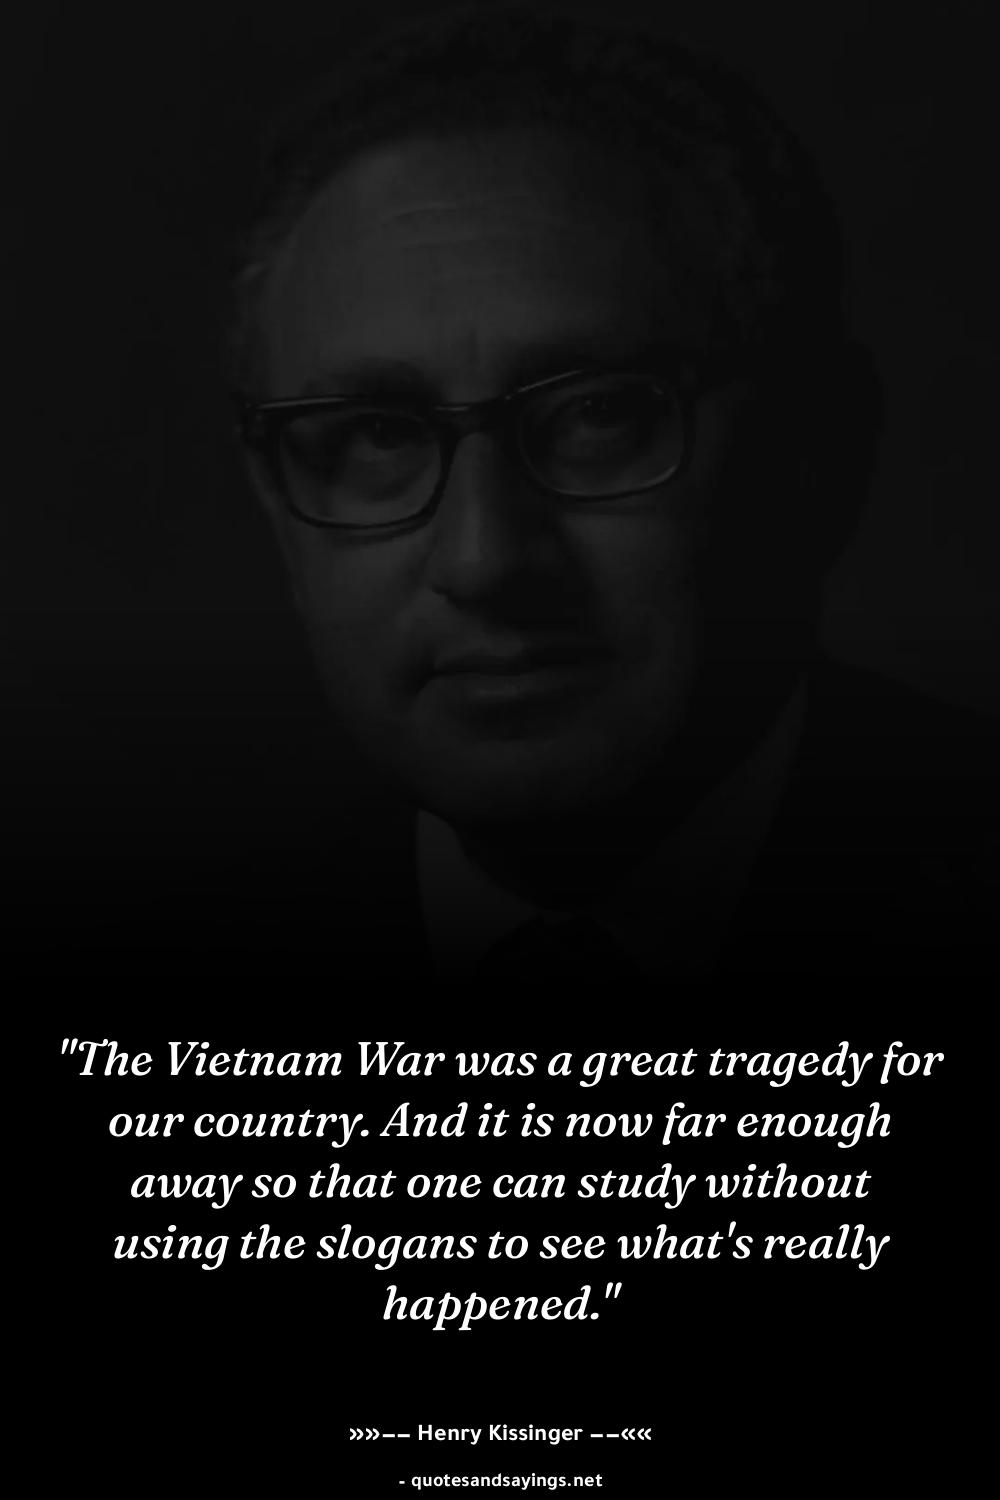 "The Vietnam War was a great tragedy for
our country. And it is now far enough
away so that one can study without
using the slogans to see what's really
happened."
»»-- Henry Kissinger --««
- quotesandsayings.net